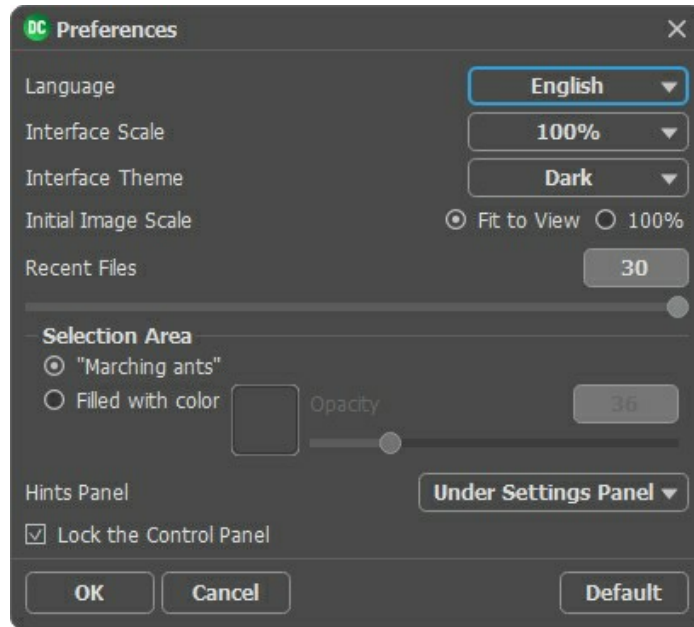 DC Preferences
Language English
Interface Scale 100%
Interface Theme Dark
Initial Image Scale Fit to View 100%
Recent Files 30
Selection Area
"Marching ants"
Filled with color Opacity 36
Hints Panel Under Settings Panel
Lock the Control Panel
OK Cancel Default